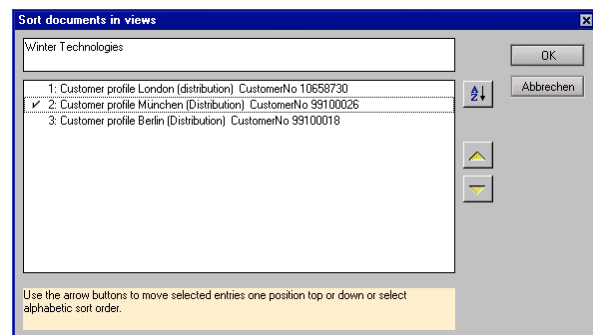 Sort documents in views
Winter Technologies
OK
Abbrechen
1: Customer profile London (distribution) CustomerNo 10658730
✔ 2: Customer profile München (Distribution) CustomerNo 99100026
3: Customer profile Berlin (Distribution) CustomerNo 99100018
A
Z
Use the arrow buttons to move selected entries one position top or down or select
alphabetic sort order.